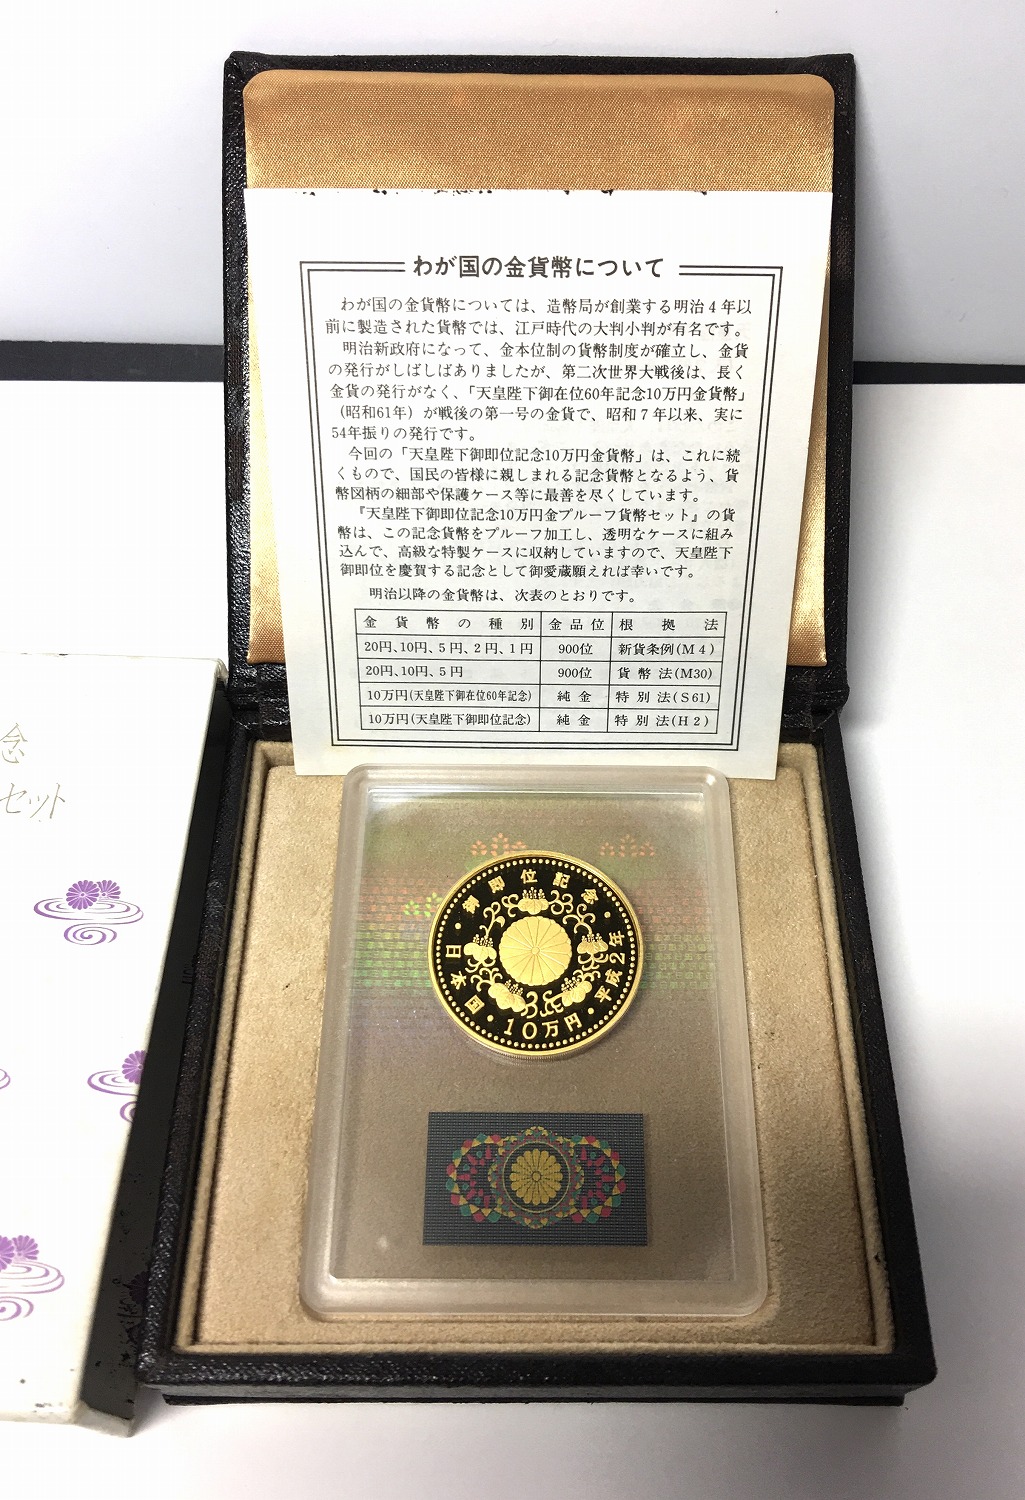 わが国の金貨幣について
わが国の金貨幣については、造幣局が創業する明治4年以
前に製造された貨幣では、江戸時代の大判小判が有名です。
明治新政府になって、金本位制の貨幣制度が確立し、金貨
の発行がしばしばありましたが、第二次世界大戦後は、長く
金貨の発行がなく、「天皇陛下御在位60年記念10万円金貨幣」
(昭和61年)が戦後の第一号の金貨で、昭和7年以来、実に
54年振りの発行です。
今回の「天皇陛下御即位記念10万円金貨幣」は、これに続
くもので、国民の皆様に親しまれる記念貨幣となるよう、貨
幣図柄の細部や保護ケース等に最善を尽くしています。
『天皇陛下御即位記念10万円金プルーフ貨幣セット』の貨
幣は、この記念貨幣をプルーフ加工し、透明なケースに組み
込んで、高級な特製ケースに収納していますので、天皇陛下
御即位を慶賀する記念として御愛蔵願えれば幸いです。
明治以降の金貨幣は、次表のとおりです。
金貨幣の種別 金品位 根拠法
20円、10円、5円、2円、1円 900位 新貨条例(M4)
20円、10円、5円 900位 貨幣法(M30)
10万円(天皇陛下御在位60年記念) 純金 特別法(S61)
10万円(天皇陛下御即位記念) 純金 特別法(H2)
念
セット
御即位記念
日本国・10万円・平成2年